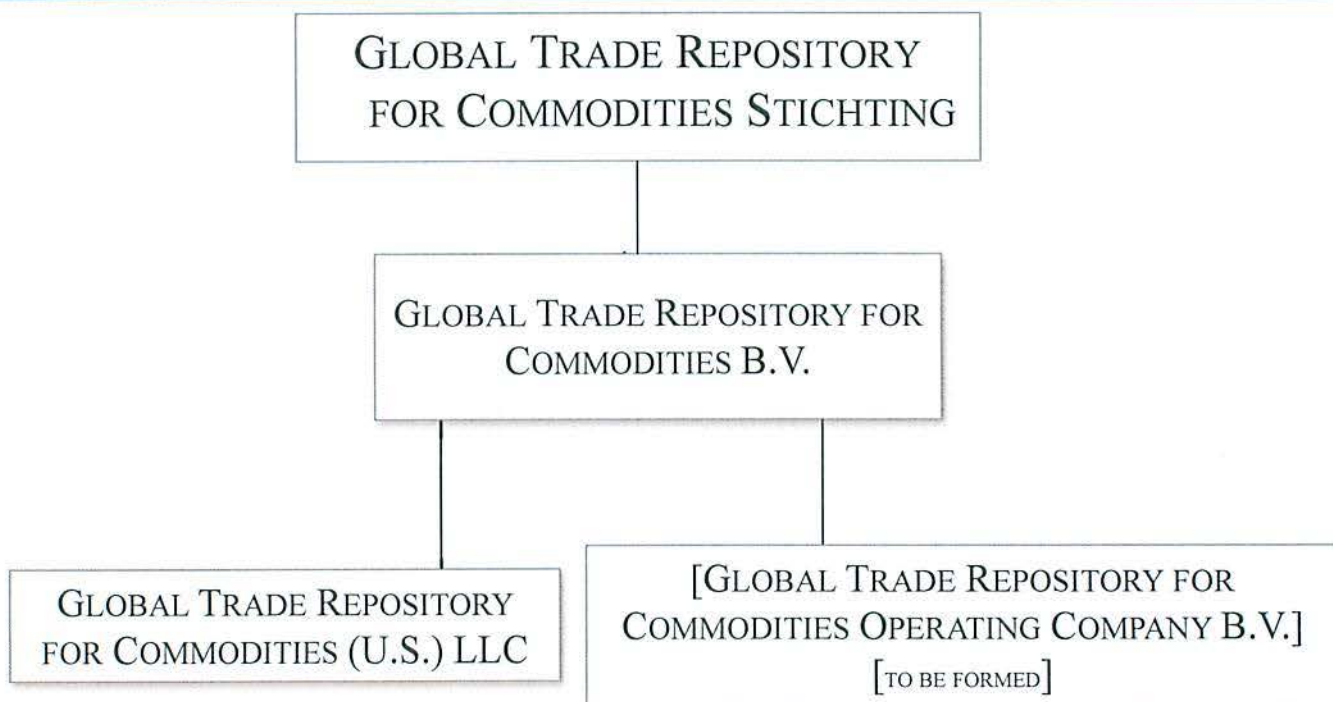 GLOBAL TRADE REPOSITORY
FOR COMMODITIES STICHTING
GLOBAL TRADE REPOSITORY FOR
COMMODITIES B.V.
GLOBAL TRADE REPOSITORY
FOR COMMODITIES (U.S.) LLC
[GLOBAL TRADE REPOSITORY FOR
COMMODITIES OPERATING COMPANY B.V.]
[TO BE FORMED]